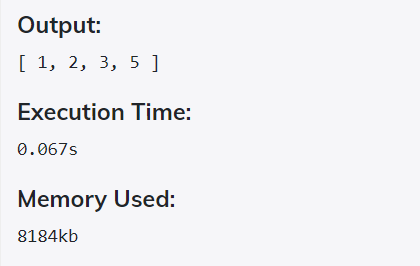 Output:
[ 1, 2, 3, 5 ]
Execution Time:
0.067s
Memory Used:
8184kb